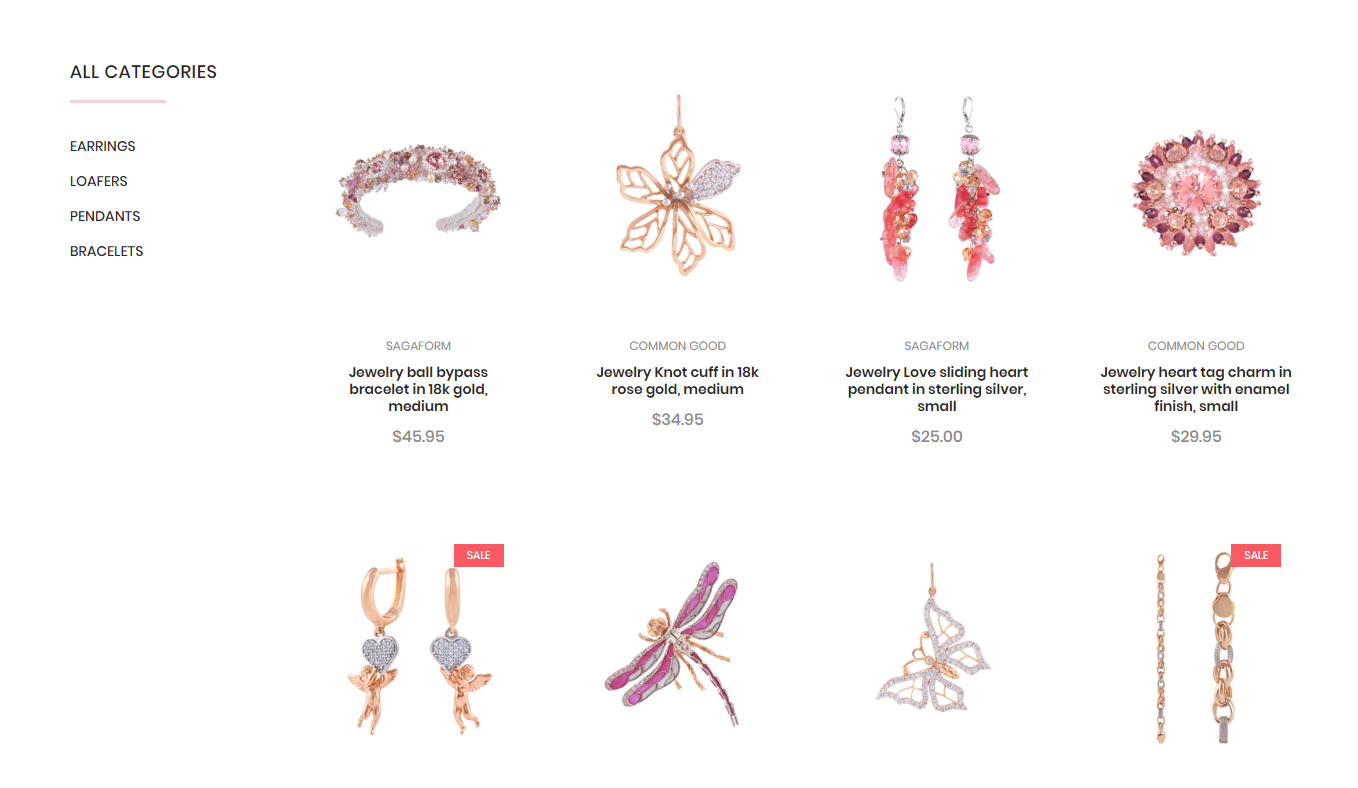 ALL CATEGORIES
EARRINGS
LOAFERS
PENDANTS
BRACELETS
SAGAFORM
Jewelry ball bypass
bracelet in 18k gold,
medium
$45.95
COMMON GOOD
Jewelry Knot cuff in 18k
rose gold, medium
$34.95
SAGAFORM
Jewelry Love sliding heart
pendant in sterling silver,
small
$25.00
COMMON GOOD
Jewelry heart tag charm in
sterling silver with enamel
finish, small
$29.95
SALE
SALE